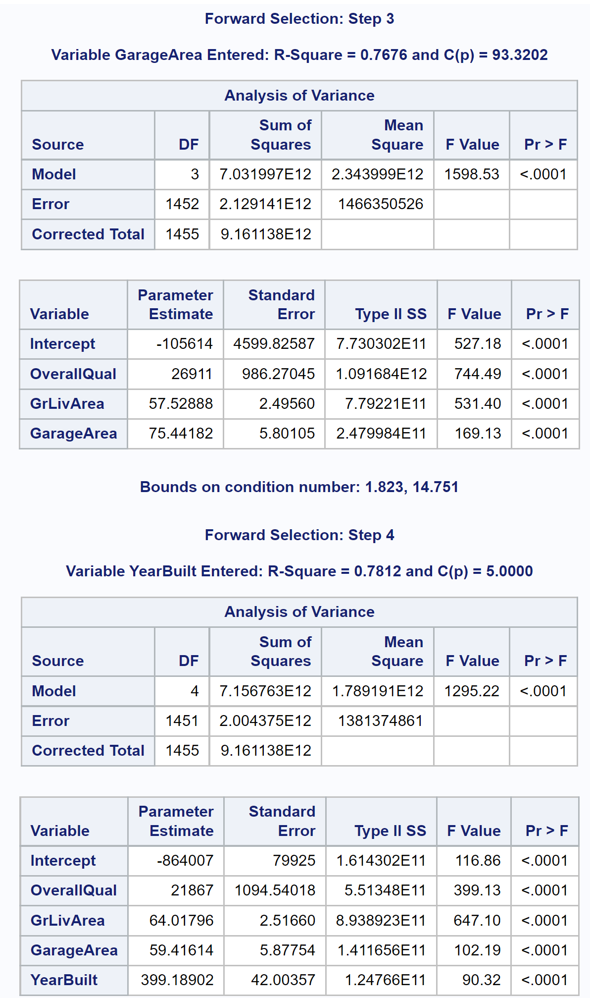 Forward Selection: Step 3
Variable GarageArea Entered: R-Square = 0.7676 and C(p) = 93.3202
Analysis of Variance
Source DF Sum of Squares Mean Square F Value Pr > F
Model 3 7.031997E12 2.343999E12 1598.53 <.0001
Error 1452 2.129141E12 1466350526
Corrected Total 1455 9.161138E12
Variable Parameter Estimate Standard Error Type II SS F Value Pr > F
Intercept -105614 4599.82587 7.730302E11 527.18 <.0001
OverallQual 26911 986.27045 1.091684E12 744.49 <.0001
GrLivArea 57.52888 2.49560 7.79221E11 531.40 <.0001
GarageArea 75.44182 5.80105 2.479984E11 169.13 <.0001
Bounds on condition number: 1.823, 14.751
Forward Selection: Step 4
Variable YearBuilt Entered: R-Square = 0.7812 and C(p) = 5.0000
Analysis of Variance
Source DF Sum of Squares Mean Square F Value Pr > F
Model 4 7.156763E12 1.789191E12 1295.22 <.0001
Error 1451 2.004375E12 1381374861
Corrected Total 1455 9.161138E12
Variable Parameter Estimate Standard Error Type II SS F Value Pr > F
Intercept -864007 79925 1.614302E11 116.86 <.0001
OverallQual 21867 1094.54018 5.51348E11 399.13 <.0001
GrLivArea 64.01796 2.51660 8.938923E11 647.10 <.0001
GarageArea 59.41614 5.87754 1.411656E11 102.19 <.0001
YearBuilt 399.18902 42.00357 1.24766E11 90.32 <.0001